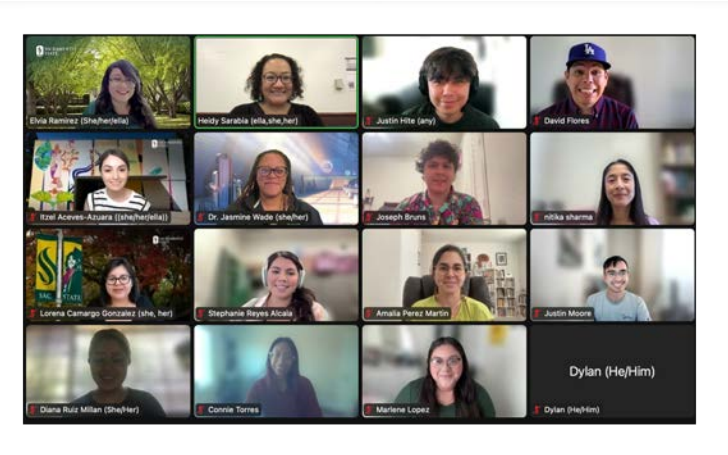 SACRAMENTO STATE
Elvia Ramirez (She/her/ella)
Heidy Sarabia (ella,she,her)
Justin Hite (any)
LA
David Flores
Itzel Aceves-Azuara ((she/her/ella))
Dr. Jasmine Wade (she/her)
Joseph Bruns
nitika sharma
SAC STATE
Lorena Camargo Gonzalez (she, her)
Stephanie Reyes Alcala
Amalia Perez Martin
Justin Moore
Diana Ruiz Millan (She/Her)
Connie Torres
Marlene Lopez
Dylan (He/Him)
Dylan (He/Him)